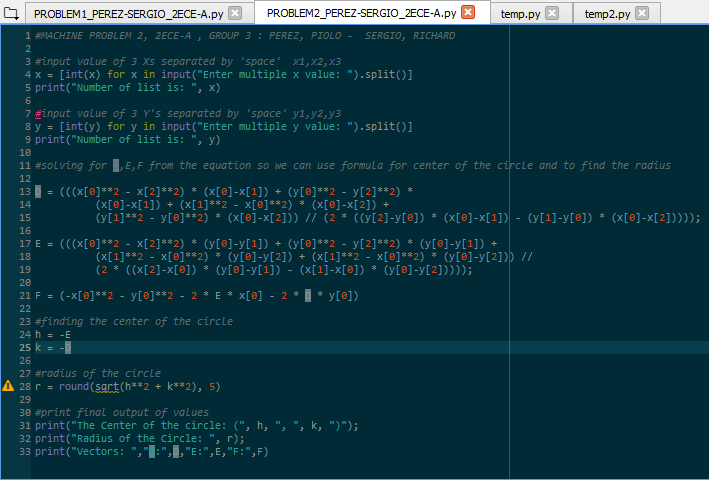 PROBLEM1_PEREZ-SERGIO_2ECE-A.py PROBLEM2_PEREZ-SERGIO_2ECE-A.py temp.py temp2.py
1 #MACHINE PROBLEM 2, 2ECE-A , GROUP 3 : PEREZ, PIOLO -  SERGIO, RICHARD
2
3 #input value of 3 Xs separated by 'space'  x1,x2,x3
4 x = [int(x) for x in input("Enter multiple x value: ").split()]
5 print("Number of list is: ", x)
6
7 #input value of 3 Y's separated by 'space' y1,y2,y3
8 y = [int(y) for y in input("Enter multiple x value: ").split()]
9 print("Number of list is: ", y)
10
11 #solving for D,E,F from the equation so we can use formula for center of the circle and to find the radius
12
13 D = (((x[0]**2 - x[2]**2) * (x[0]-x[1]) + (y[0]**2 - y[2]**2) *
14 (x[0]-x[1]) + (x[1]**2 - x[0]**2) * (x[0]-x[2]) +
15 (y[1]**2 - y[0]**2) * (x[0]-x[2])) // (2 * ((y[2]-y[0]) * (x[0]-x[1]) - (y[1]-y[0]) * (x[0]-x[2]))));
16
17 E = (((x[0]**2 - x[2]**2) * (y[0]-y[1]) + (y[0]**2 - y[2]**2) * (y[0]-y[1]) +
18 (x[1]**2 - x[0]**2) * (y[0]-y[2]) + (x[1]**2 - x[0]**2) * (y[0]-y[2])) //
19 (2 * ((x[2]-x[0]) * (y[0]-y[1]) - (x[1]-x[0]) * (y[0]-y[2]))));
20
21 F = (-x[0]**2 - y[0]**2 - 2 * E * x[0] - 2 * D * y[0])
22
23 #finding the center of the circle
24 h = -E
25 k = -D
26
27 #radius of the circle
28 r = round(sqrt(h**2 + k**2), 5)
29
30 #print final output of values
31 print("The Center of the circle: (", h, ", ", k, ")");
32 print("Radius of the Circle: ", r);
33 print("Vectors: ","D:",D,"E:",E,"F:",F)